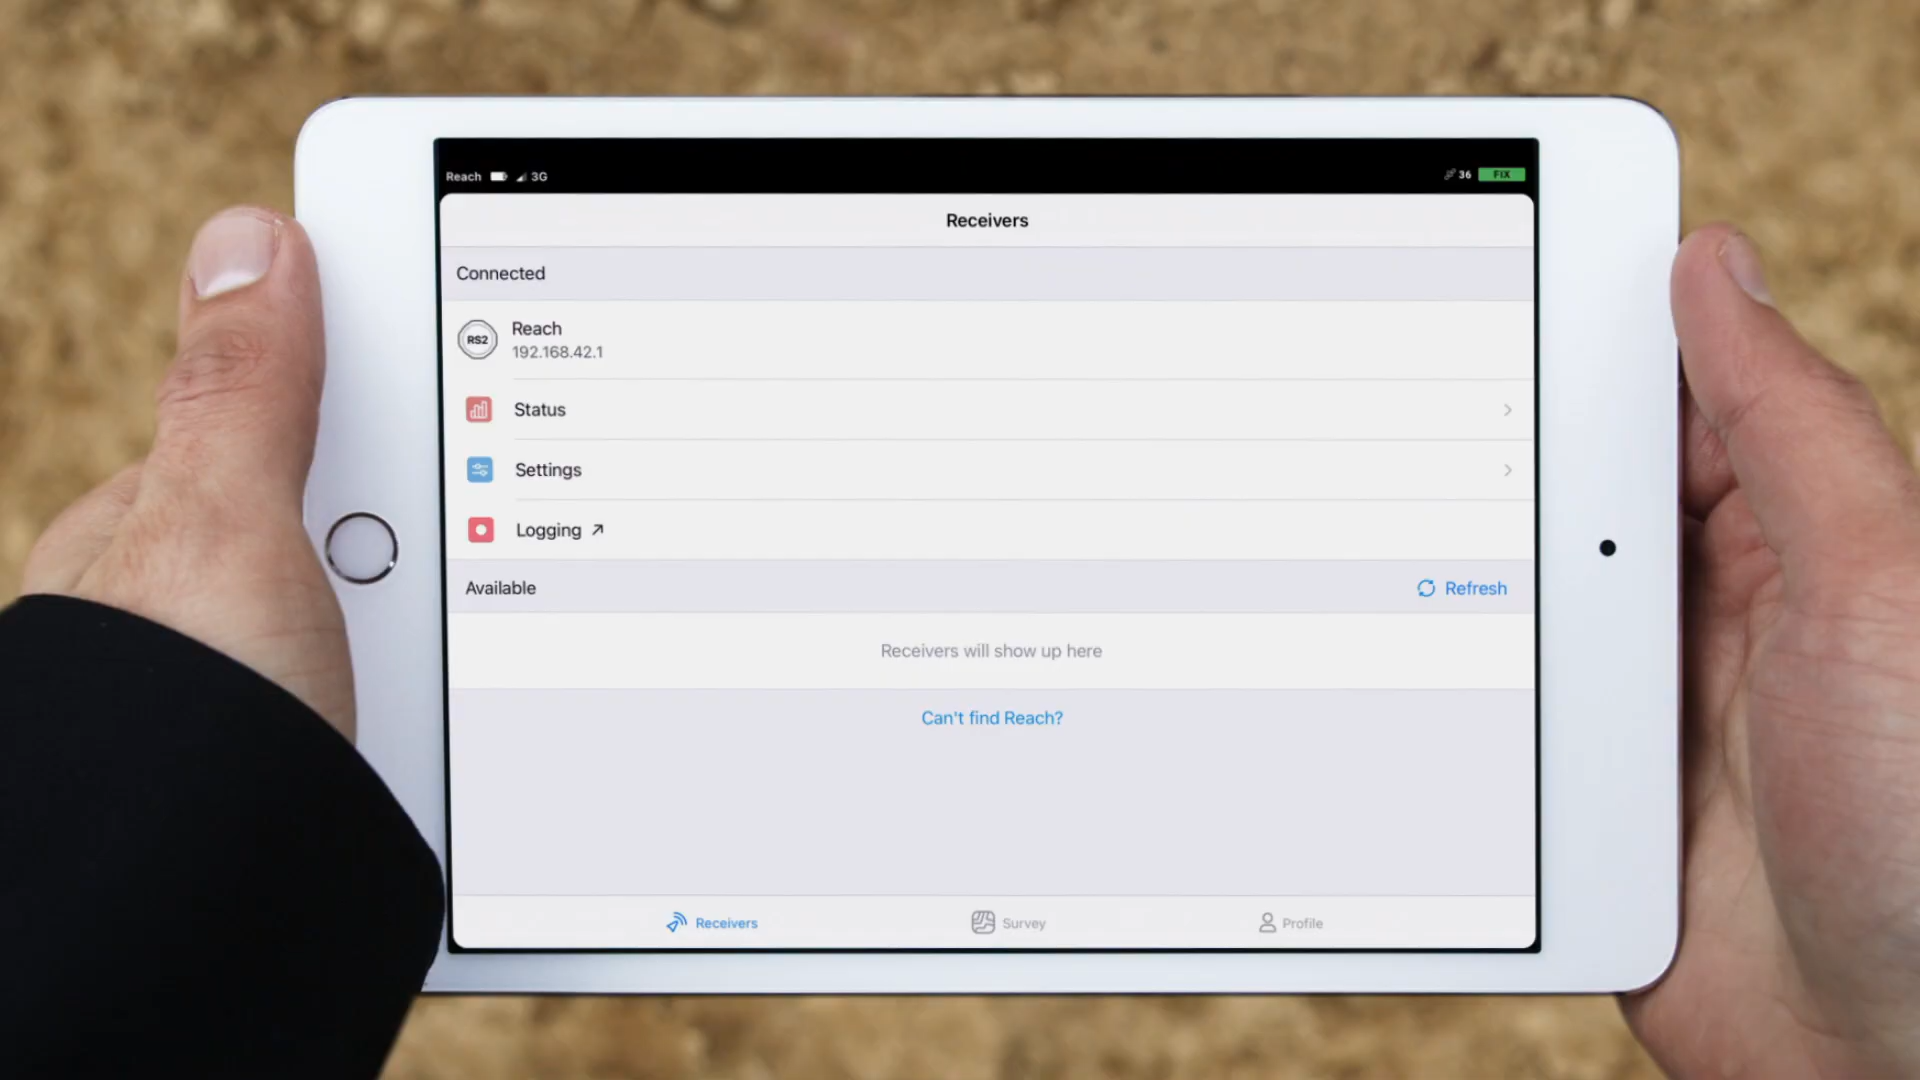 Reach 3G 36 FIX
Receivers
Connected
RS2
Reach
192.168.42.1
Status
Settings
Logging
Available
Refresh
Receivers will show up here
Can't find Reach?
Receivers Survey Profile